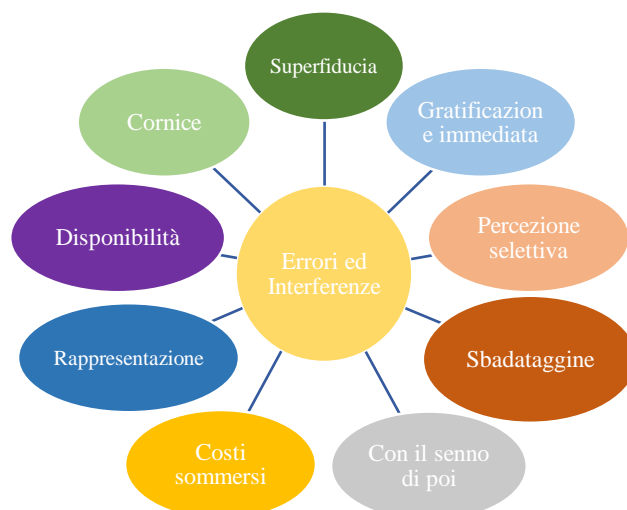 Superfiducia
Gratificazion
e immediata
Cornice
Percezione
selettiva
Disponibilità
Errori ed
Interferenze
Rappresentazione
Sbadataggine
Costi
sommersi
Con il senno
di poi